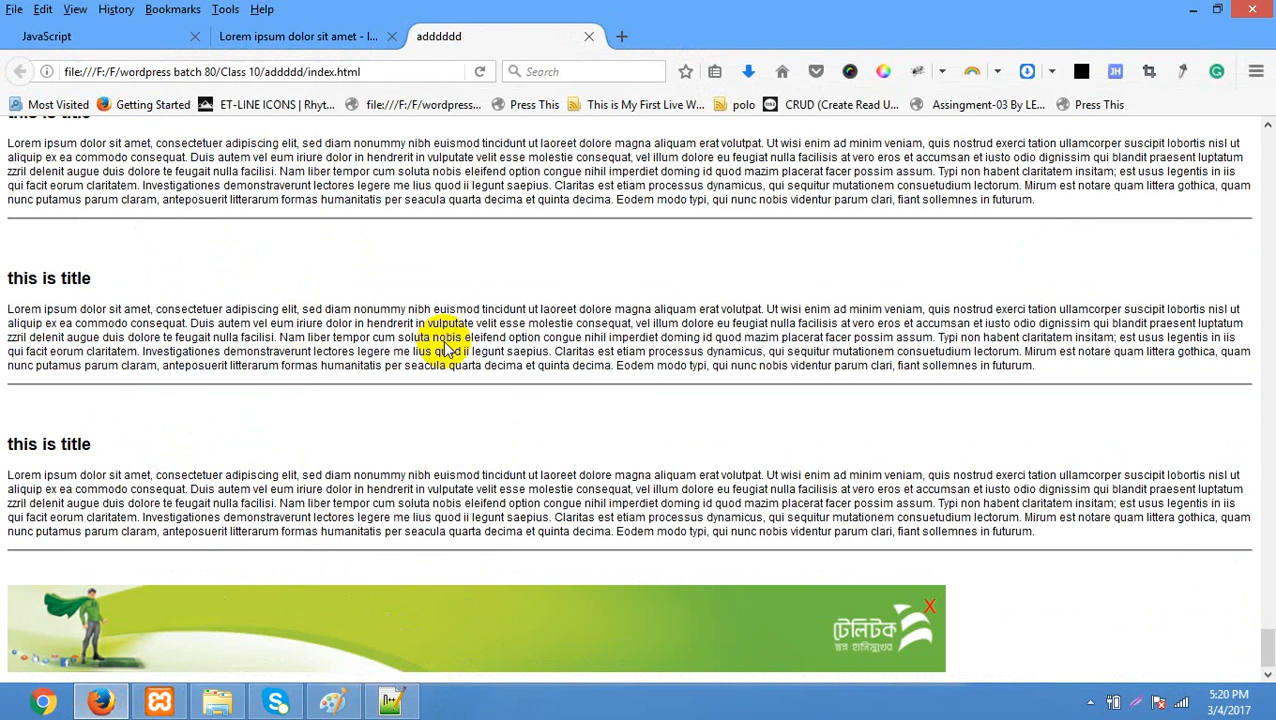 File Edit View History Bookmarks Tools Help
JavaScript
Lorem ipsum dolor sit amet - l...
adddddd
file:///F:/F/wordpress batch 80/Class 10/addddd/index.html
Search
JH
Most Visited
Getting Started
ET-LINE ICONS | Rhyt...
file:///F:/F/wordpress...
Press This
This is My First Live W...
polo
CRUD (Create Read U...
Assingment-03 By LE...
Press This
this is title
Lorem ipsum dolor sit amet, consectetuer adipiscing elit, sed diam nonummy nibh euismod tincidunt ut laoreet dolore magna aliquam erat volutpat. Ut wisi enim ad minim veniam, quis nostrud exerci tation ullamcorper suscipit lobortis nisl ut
aliquip ex ea commodo consequat. Duis autem vel eum iriure dolor in hendrerit in vulputate velit esse molestie consequat, vel illum dolore eu feugiat nulla facilisis at vero eros et accumsan et iusto odio dignissim qui blandit praesent luptatum
zzril delenit augue duis dolore te feugait nulla facilisi. Nam liber tempor cum soluta nobis eleifend option congue nihil imperdiet doming id quod mazim placerat facer possim assum. Typi non habent claritatem insitam; est usus legentis in iis
qui facit eorum claritatem. Investigationes demonstraverunt lectores legere me lius quod ii legunt saepius. Claritas est etiam processus dynamicus, qui sequitur mutationem consuetudium lectorum. Mirum est notare quam littera gothica, quam
nunc putamus parum claram, anteposuerit litterarum formas humanitatis per seacula quarta decima et quinta decima. Eodem modo typi, qui nunc nobis videntur parum clari, fiant sollemnes in futurum.
this is title
Lorem ipsum dolor sit amet, consectetuer adipiscing elit, sed diam nonummy nibh euismod tincidunt ut laoreet dolore magna aliquam erat volutpat. Ut wisi enim ad minim veniam, quis nostrud exerci tation ullamcorper suscipit lobortis nisl ut
aliquip ex ea commodo consequat. Duis autem vel eum iriure dolor in hendrerit in vulputate velit esse molestie consequat, vel illum dolore eu feugiat nulla facilisis at vero eros et accumsan et iusto odio dignissim qui blandit praesent luptatum
zzril delenit augue duis dolore te feugait nulla facilisi. Nam liber tempor cum soluta nobis eleifend option congue nihil imperdiet doming id quod mazim placerat facer possim assum. Typi non habent claritatem insitam; est usus legentis in iis
qui facit eorum claritatem. Investigationes demonstraverunt lectores legere me lius quod ii legunt saepius. Claritas est etiam processus dynamicus, qui sequitur mutationem consuetudium lectorum. Mirum est notare quam littera gothica, quam
nunc putamus parum claram, anteposuerit litterarum formas humanitatis per seacula quarta decima et quinta decima. Eodem modo typi, qui nunc nobis videntur parum clari, fiant sollemnes in futurum.
this is title
Lorem ipsum dolor sit amet, consectetuer adipiscing elit, sed diam nonummy nibh euismod tincidunt ut laoreet dolore magna aliquam erat volutpat. Ut wisi enim ad minim veniam, quis nostrud exerci tation ullamcorper suscipit lobortis nisl ut
aliquip ex ea commodo consequat. Duis autem vel eum iriure dolor in hendrerit in vulputate velit esse molestie consequat, vel illum dolore eu feugiat nulla facilisis at vero eros et accumsan et iusto odio dignissim qui blandit praesent luptatum
zzril delenit augue duis dolore te feugait nulla facilisi. Nam liber tempor cum soluta nobis eleifend option congue nihil imperdiet doming id quod mazim placerat facer possim assum. Typi non habent claritatem insitam; est usus legentis in iis
qui facit eorum claritatem. Investigationes demonstraverunt lectores legere me lius quod ii legunt saepius. Claritas est etiam processus dynamicus, qui sequitur mutationem consuetudium lectorum. Mirum est notare quam littera gothica, quam
nunc putamus parum claram, anteposuerit litterarum formas humanitatis per seacula quarta decima et quinta decima. Eodem modo typi, qui nunc nobis videntur parum clari, fiant sollemnes in futurum.
X
টেলিটক
স্বপ্ন হাসিমুখের
5:20 PM
3/4/2017